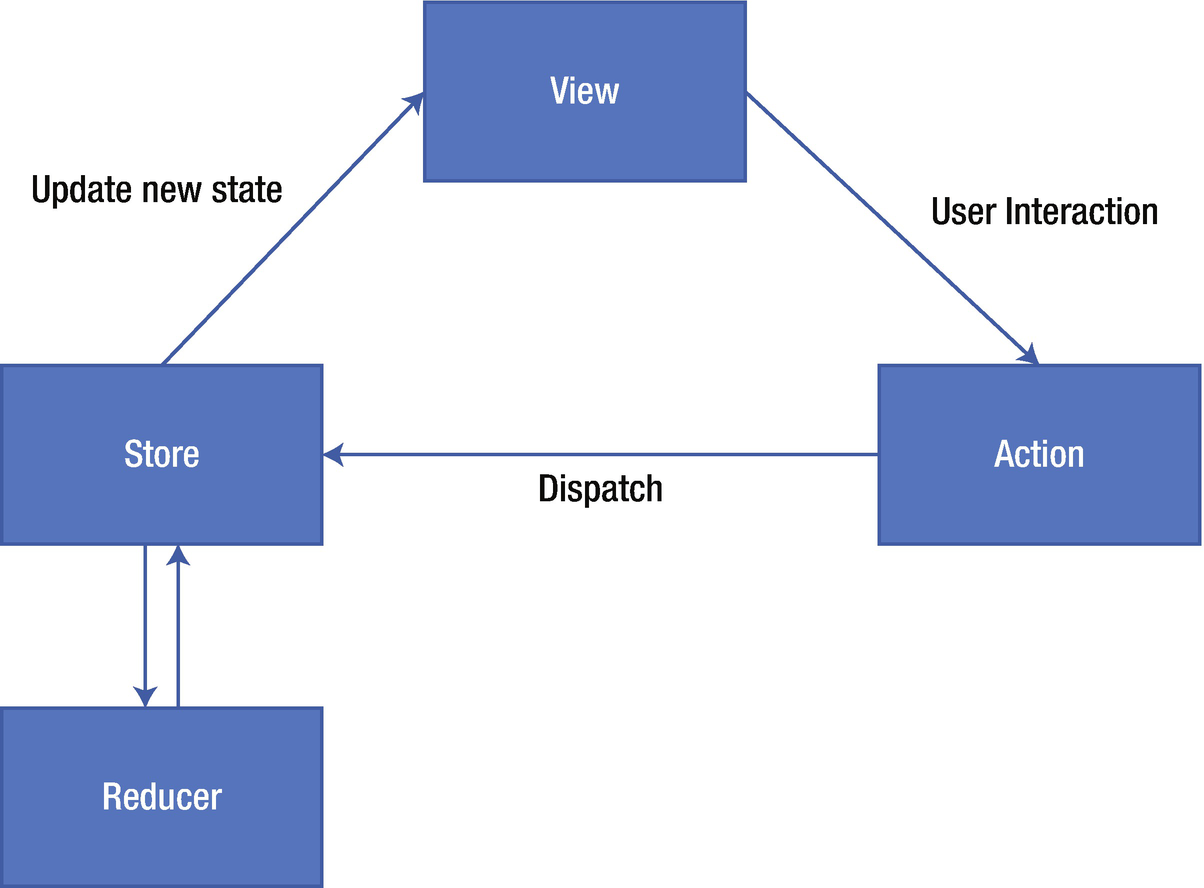 View
Update new state
User Interaction
Store
Action
Dispatch
Reducer